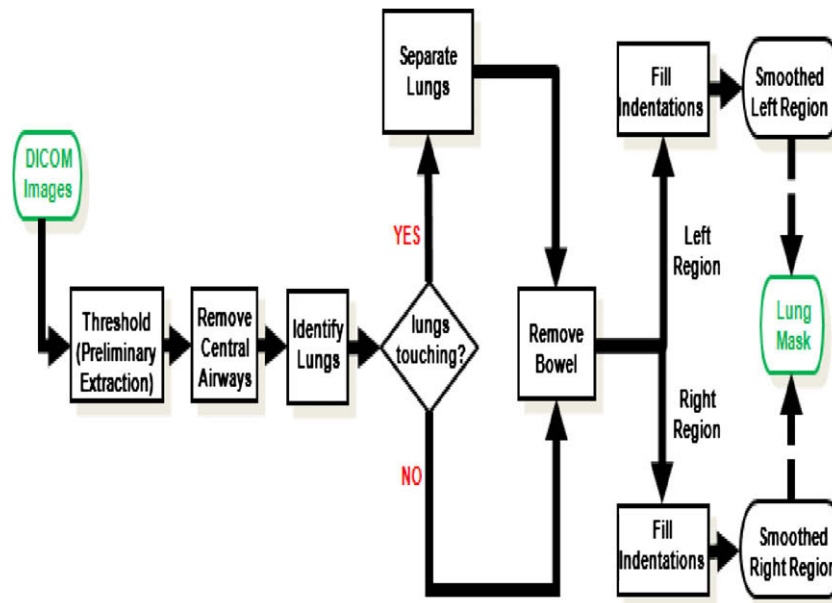 DICOM
Images
Threshold
(Preliminary
Extraction)
Remove
Central
Airways
Identify
Lungs
lungs
touching?
YES
NO
Separate
Lungs
Remove
Bowel
Left
Region
Right
Region
Fill
Indentations
Smoothed
Left Region
Fill
Indentations
Smoothed
Right Region
Lung
Mask